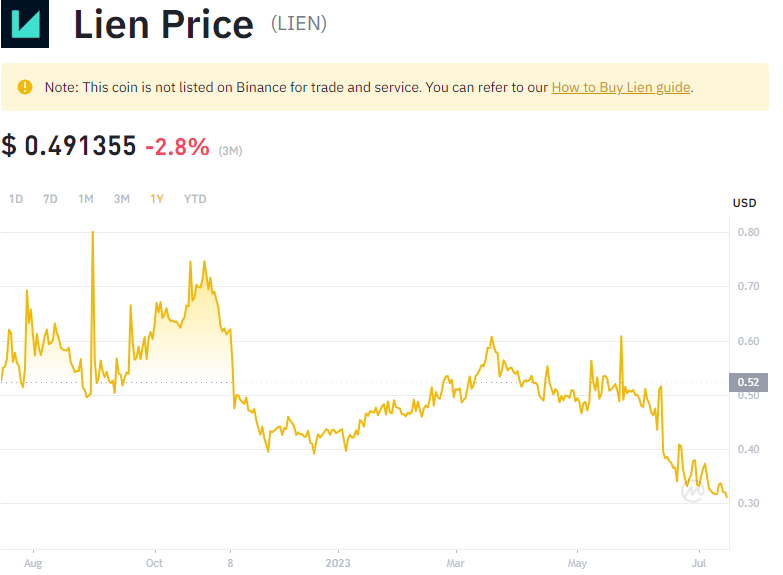 Lien Price (LIEN)
Note: This coin is not listed on Binance for trade and service. You can refer to our How to Buy Lien guide.
$ 0.491355 -2.8% (3M)
1D 7D 1M 3M 1Y YTD
USD
0.80
0.70
0.60
0.52
0.50
0.40
0.30
Aug Oct 8 2023 Mar May Jul